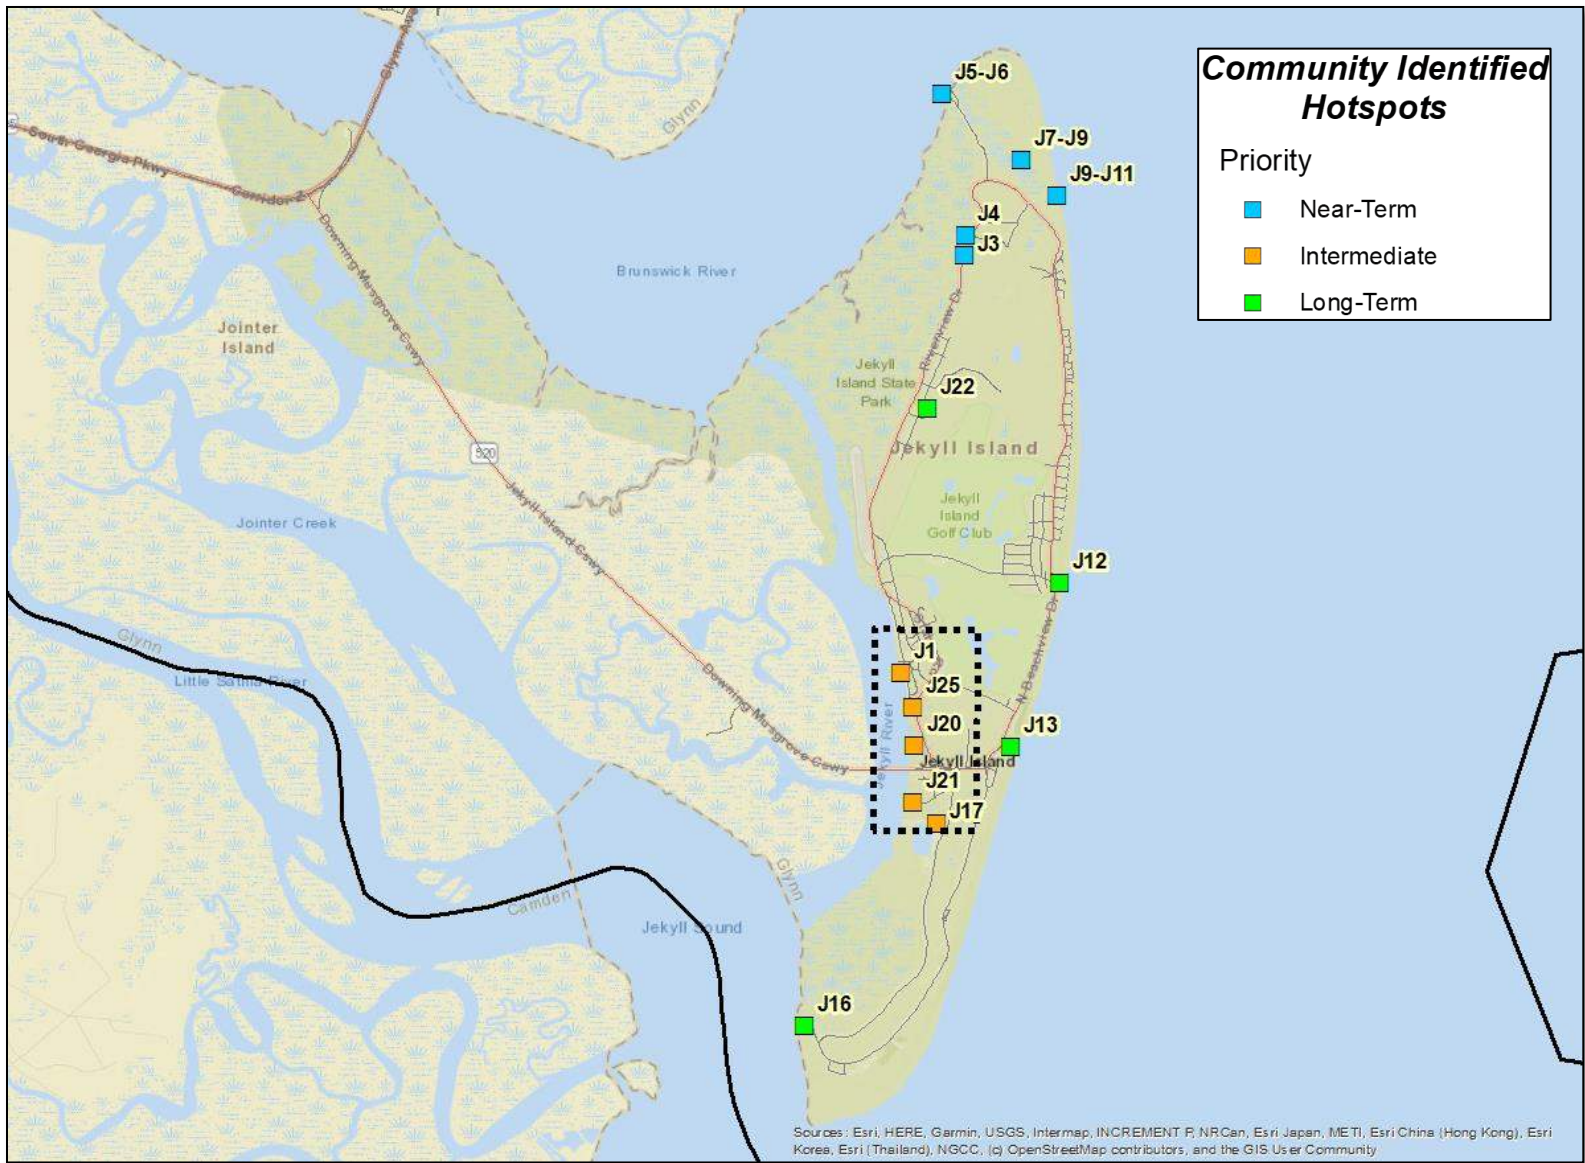 Glynn Ave
South Georgia Pkwy
Corridor Z
Glynn
Downing Musgrove Cswy
Brunswick River
Jointer
Island
520
Jointer Creek
Jekyll Island Cswy
Glynn
Little Satilla River
Downing Musgrove Cswy
Camden
Glynn
Jekyll Sound
J5-J6
J7-J9
J9-J11
J4
J3
Riverview Dr
Jekyll
Island State
Park
J22
Jekyll Island
Jekyll
Island
Golf Club
J12
N Beachview Dr
J1
J25
J20
Jekyll River
Jekyll Island
J13
J21
J17
J16
Community Identified
Hotspots
Priority
Near-Term
Intermediate
Long-Term
Sources: Esri, HERE, Garmin, USGS, Intermap, INCREMENT P, NRCan, Esri Japan, METI, Esri China (Hong Kong), Esri
Korea, Esri (Thailand), NGCC, (c) OpenStreetMap contributors, and the GIS User Community